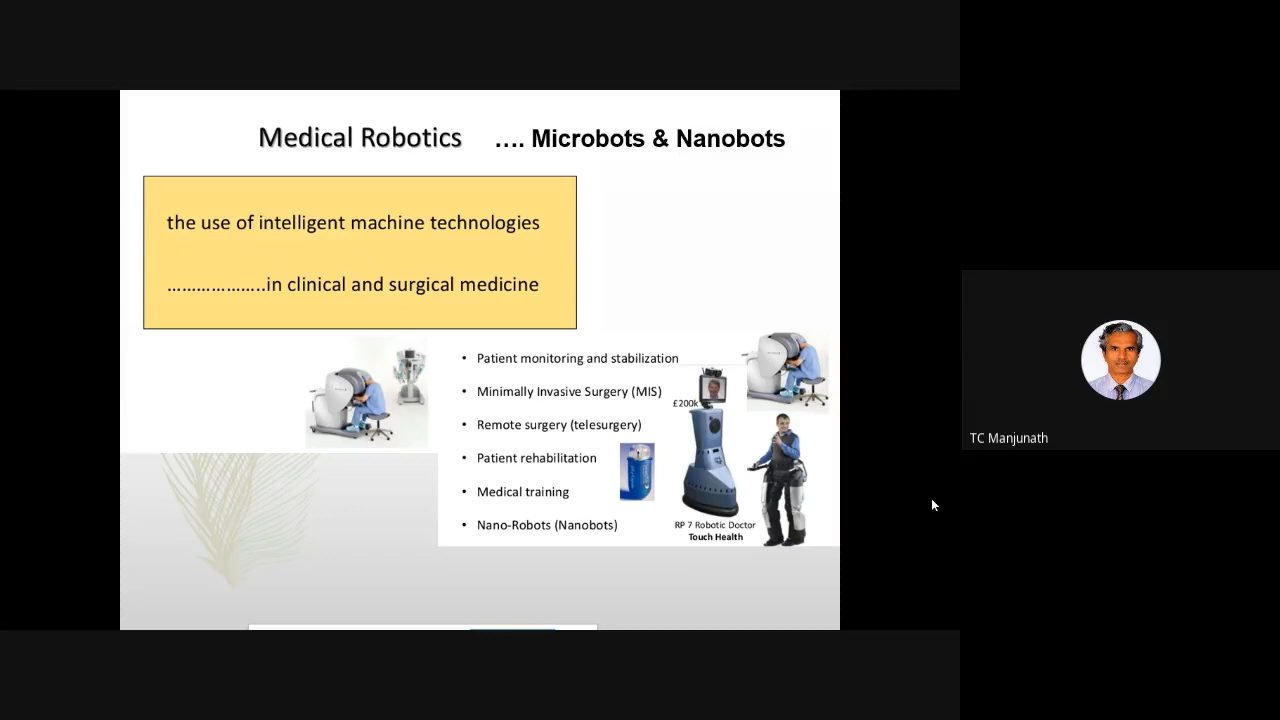 Medical Robotics …. Microbots & Nanobots
the use of intelligent machine technologies
………………..in clinical and surgical medicine
• Patient monitoring and stabilization
• Minimally Invasive Surgery (MIS)
£200k
• Remote surgery (telesurgery)
• Patient rehabilitation
• Medical training
• Nano-Robots (Nanobots)
RP 7 Robotic Doctor
Touch Health
TC Manjunath